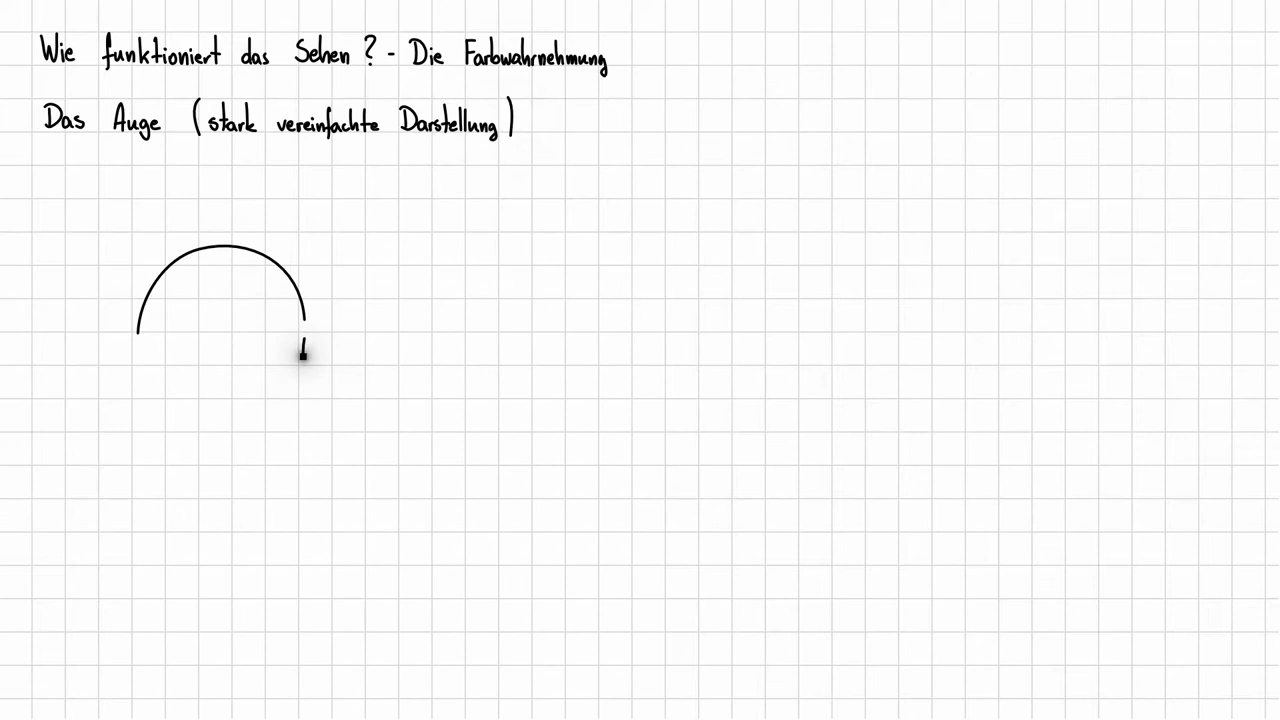 Wie funktioniert das Sehen? - Die Farbwahrnehmung
Das Auge (stark vereinfachte Darstellung)